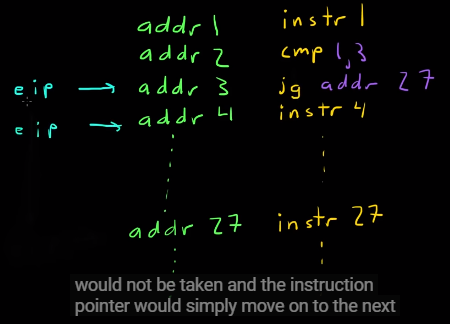 addr 1 instr 1
addr 2 cmp 1,3
eip addr 3 jg addr 27
eip addr 4 instr 4
addr 27 instr 27
would not be taken and the instruction
pointer would simply move on to the next